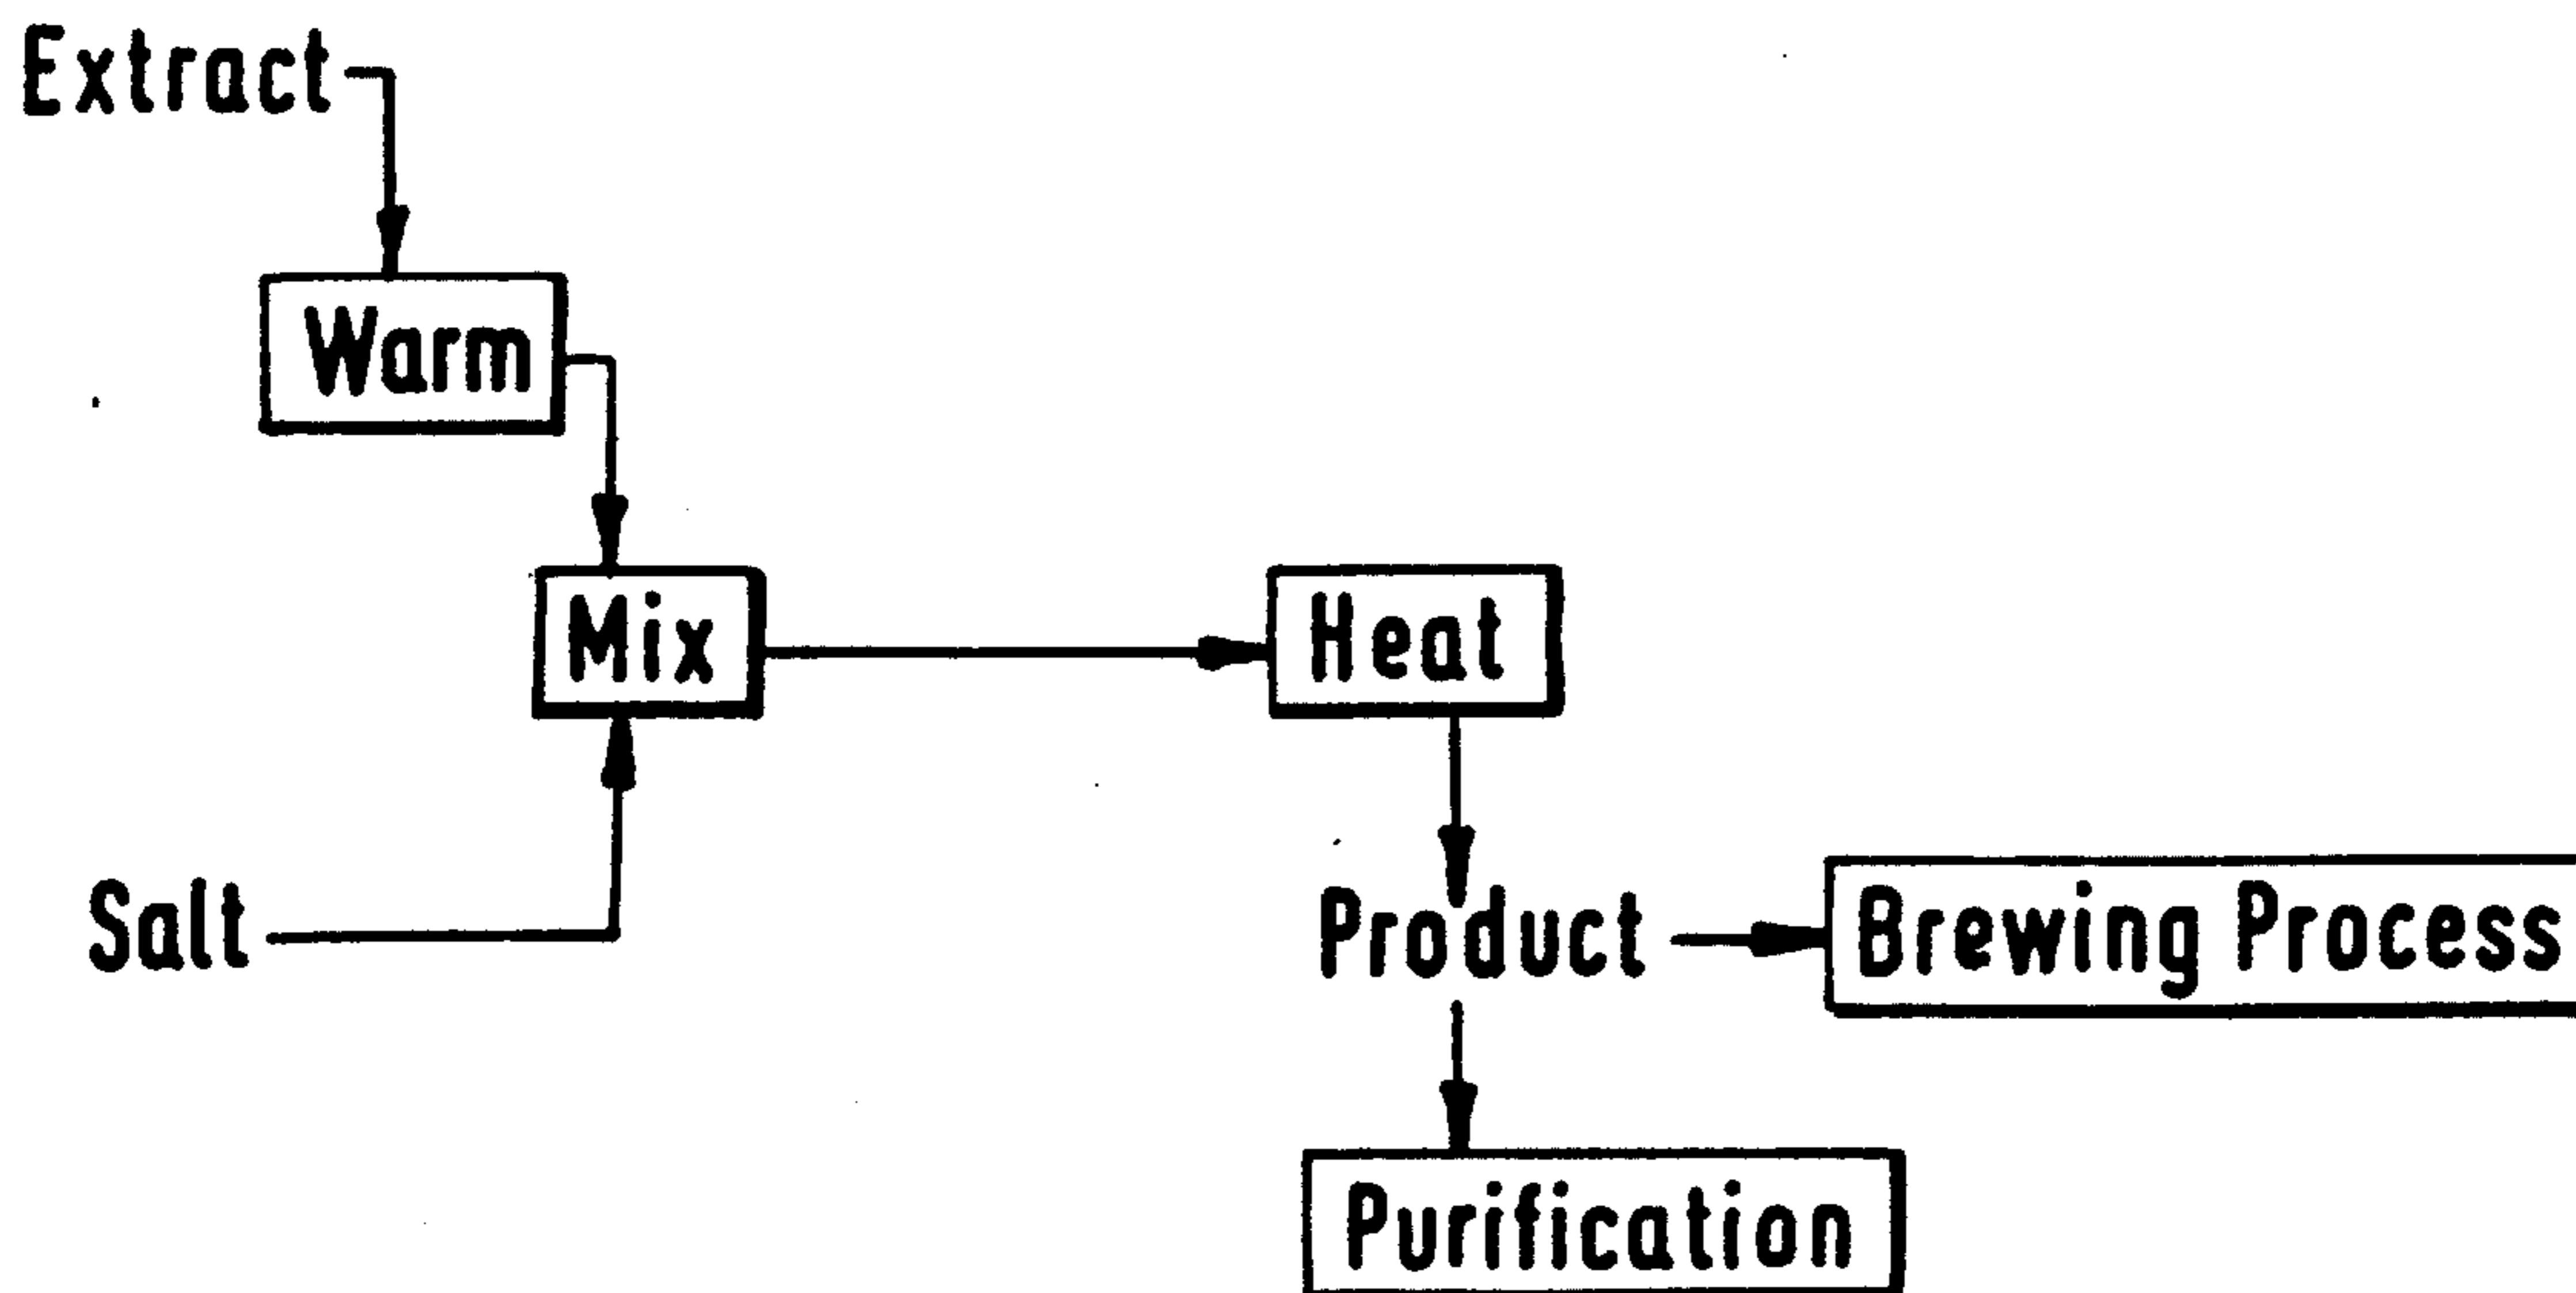 Extract
Warm
Mix
Heat
Salt
Product
Brewing Process
Purification